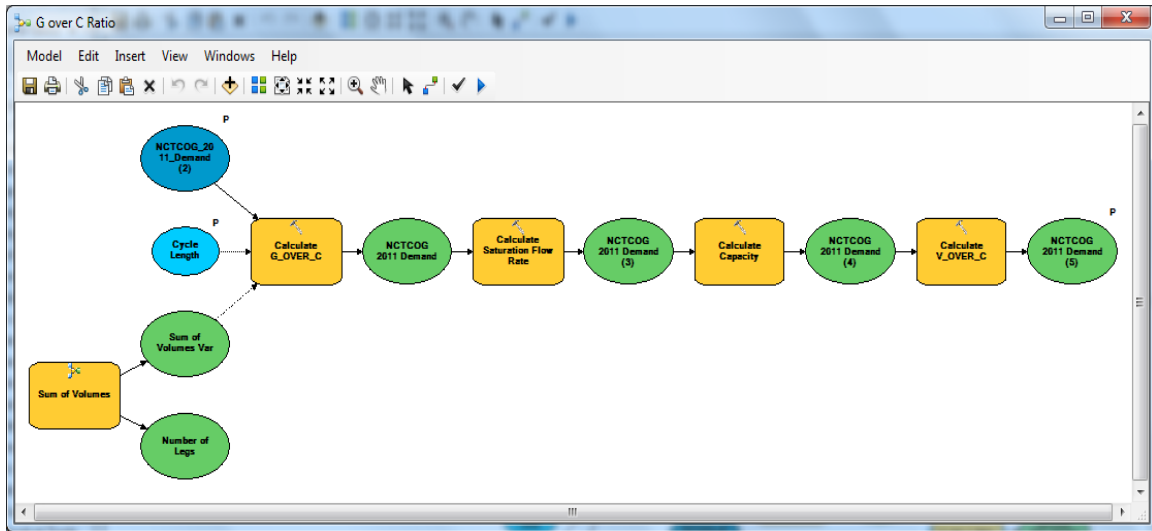 G over C Ratio
Model Edit Insert View Windows Help
P
NCTCOG_20
11_Demand
(2)
P
Cycle
Length
Calculate
G_OVER_C
NCTCOG
2011 Demand
Calculate
Saturation Flow
Rate
NCTCOG
2011 Demand
(3)
Calculate
Capacity
NCTCOG
2011 Demand
(4)
Calculate
V_OVER_C
P
NCTCOG
2011 Demand
(5)
Sum of
Volumes Var
Sum of Volumes
Number of
Legs